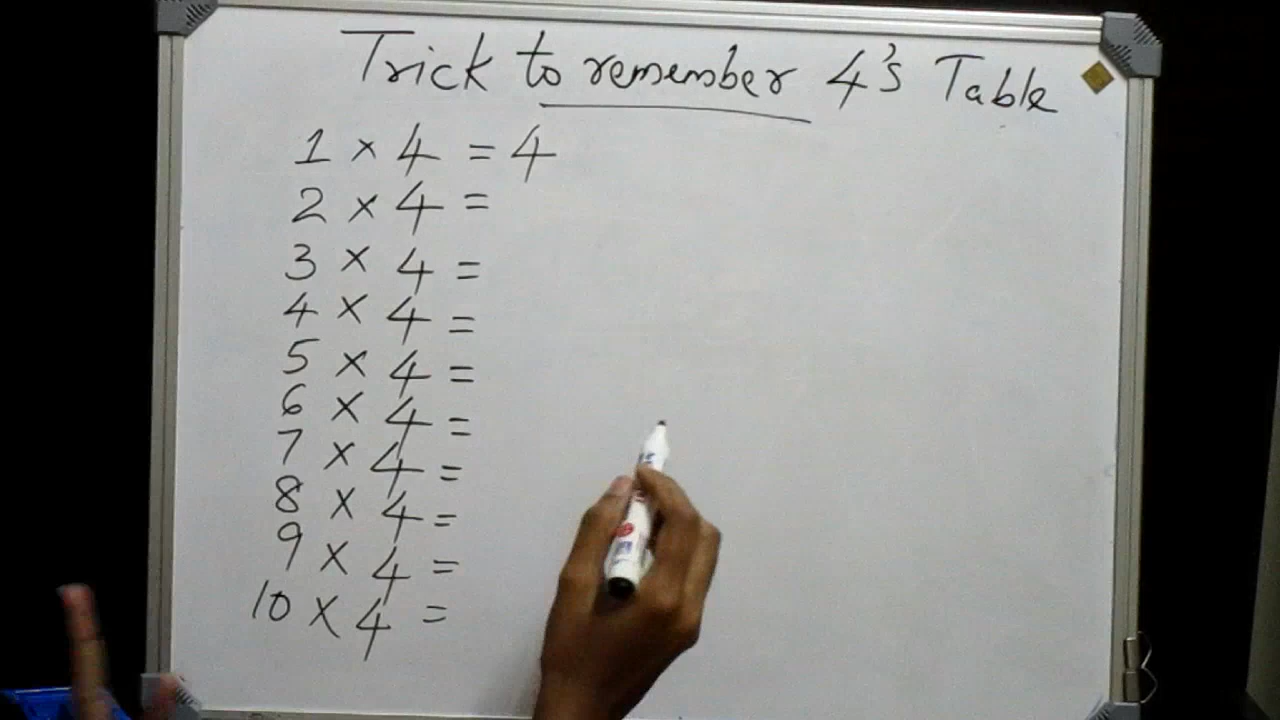 Trick to remember 4's Table
1 × 4 = 4
2 × 4 =
3 × 4 =
4 × 4 =
5 × 4 =
6 × 4 =
7 × 4 =
8 × 4 =
9 × 4 =
10 × 4 =